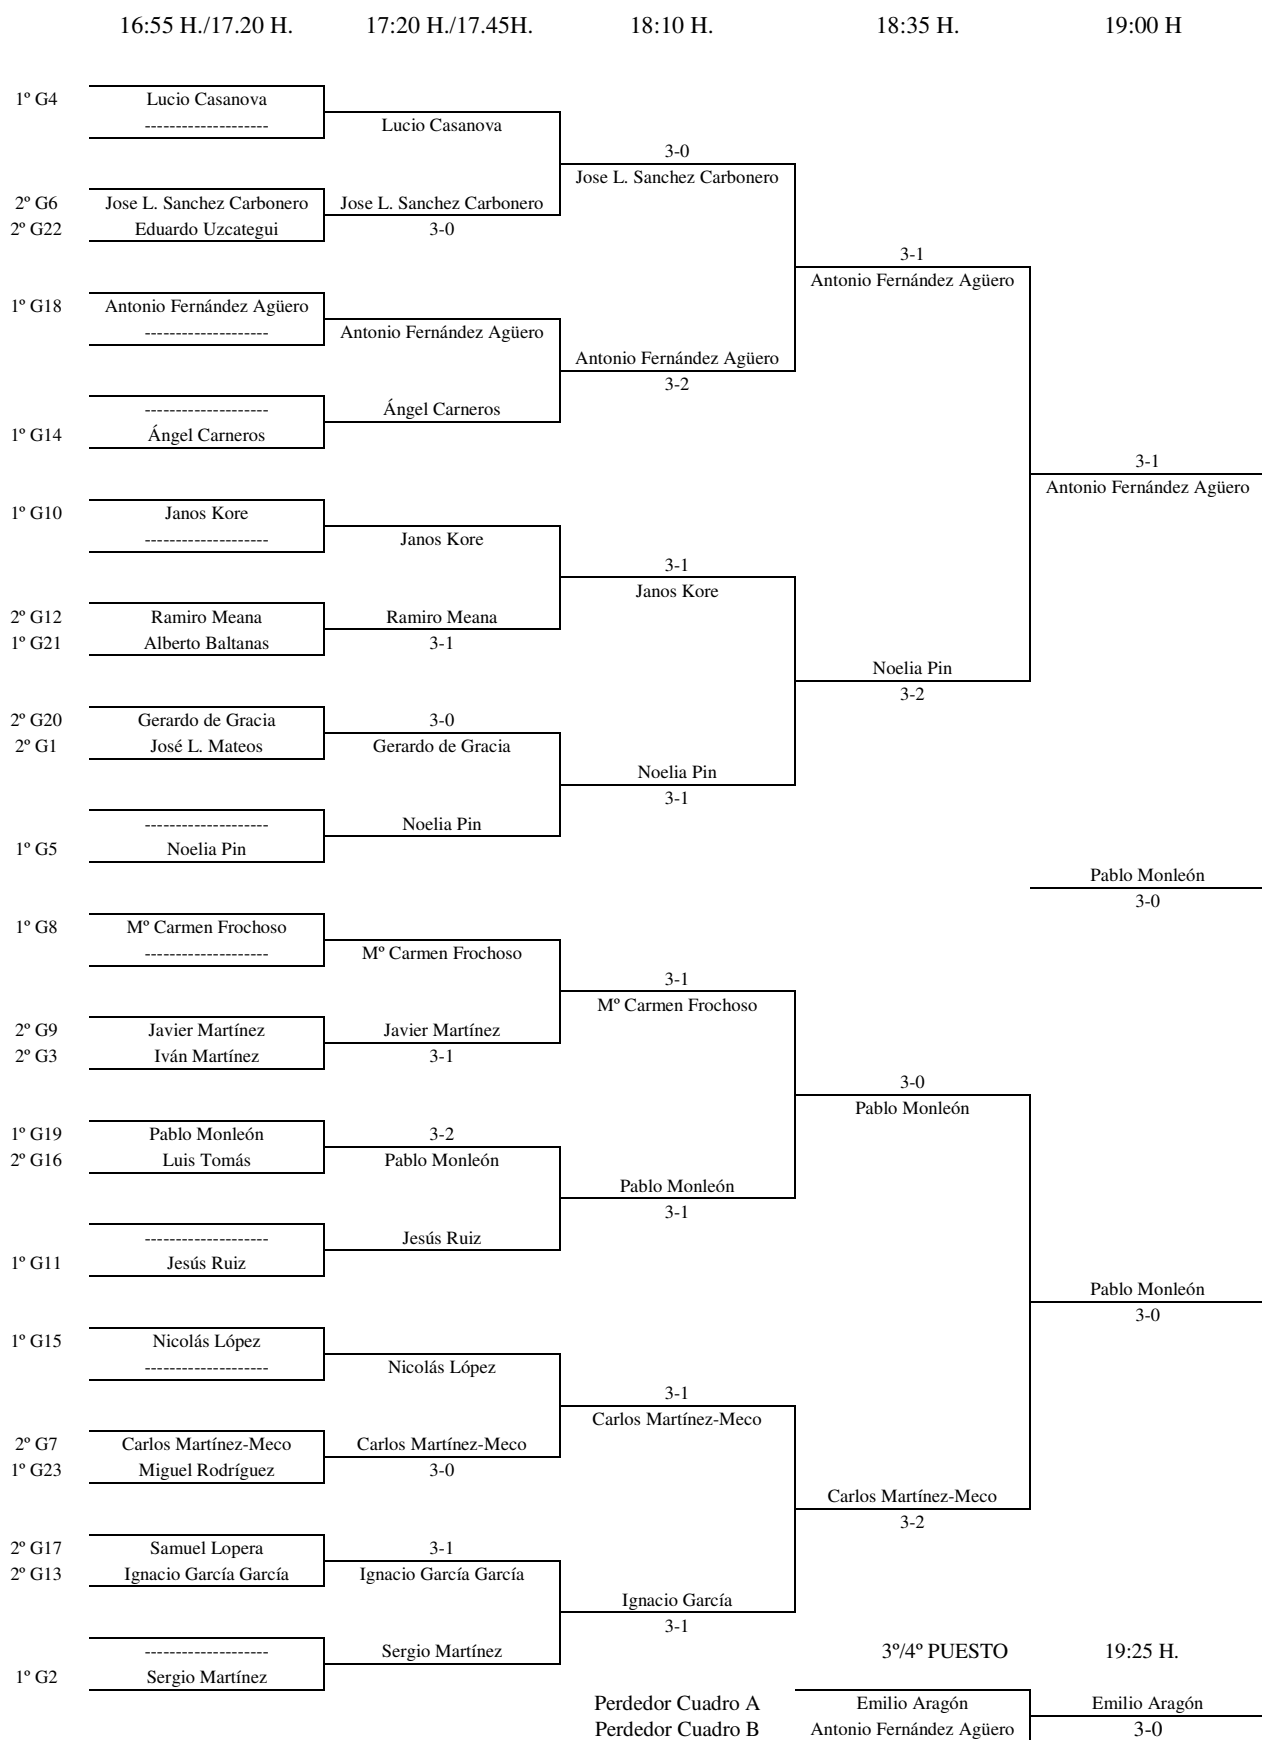 16:55 H./17.20 H. 17:20 H./17.45H. 18:10 H. 18:35 H. 19:00 H
1º G4 Lucio Casanova
-------------------- Lucio Casanova
3-0
Jose L. Sanchez Carbonero
2º G6 Jose L. Sanchez Carbonero Jose L. Sanchez Carbonero
2º G22 Eduardo Uzcategui 3-0
3-1
Antonio Fernández Agüero
1º G18 Antonio Fernández Agüero
-------------------- Antonio Fernández Agüero
Antonio Fernández Agüero
3-2
-------------------- Ángel Carneros
1º G14 Ángel Carneros
3-1
Antonio Fernández Agüero
1º G10 Janos Kore
-------------------- Janos Kore
3-1
Janos Kore
2º G12 Ramiro Meana Ramiro Meana
1º G21 Alberto Baltanas 3-1
Noelia Pin
3-2
2º G20 Gerardo de Gracia 3-0
2º G1 José L. Mateos Gerardo de Gracia
Noelia Pin
3-1
-------------------- Noelia Pin
1º G5 Noelia Pin
Pablo Monleón
3-0
1º G8 Mº Carmen Frochoso
-------------------- Mº Carmen Frochoso
3-1
Mº Carmen Frochoso
2º G9 Javier Martínez Javier Martínez
2º G3 Iván Martínez 3-1
3-0
Pablo Monleón
1º G19 Pablo Monleón 3-2
2º G16 Luis Tomás Pablo Monleón
Pablo Monleón
3-1
-------------------- Jesús Ruiz
1º G11 Jesús Ruiz
Pablo Monleón
3-0
1º G15 Nicolás López
-------------------- Nicolás López
3-1
Carlos Martínez-Meco
2º G7 Carlos Martínez-Meco Carlos Martínez-Meco
1º G23 Miguel Rodríguez 3-0
Carlos Martínez-Meco
3-2
2º G17 Samuel Lopera 3-1
2º G13 Ignacio García García Ignacio García García
Ignacio García
3-1
-------------------- Sergio Martínez 3º/4º PUESTO 19:25 H.
1º G2 Sergio Martínez
Perdedor Cuadro A Emilio Aragón Emilio Aragón
Perdedor Cuadro B Antonio Fernández Agüero 3-0